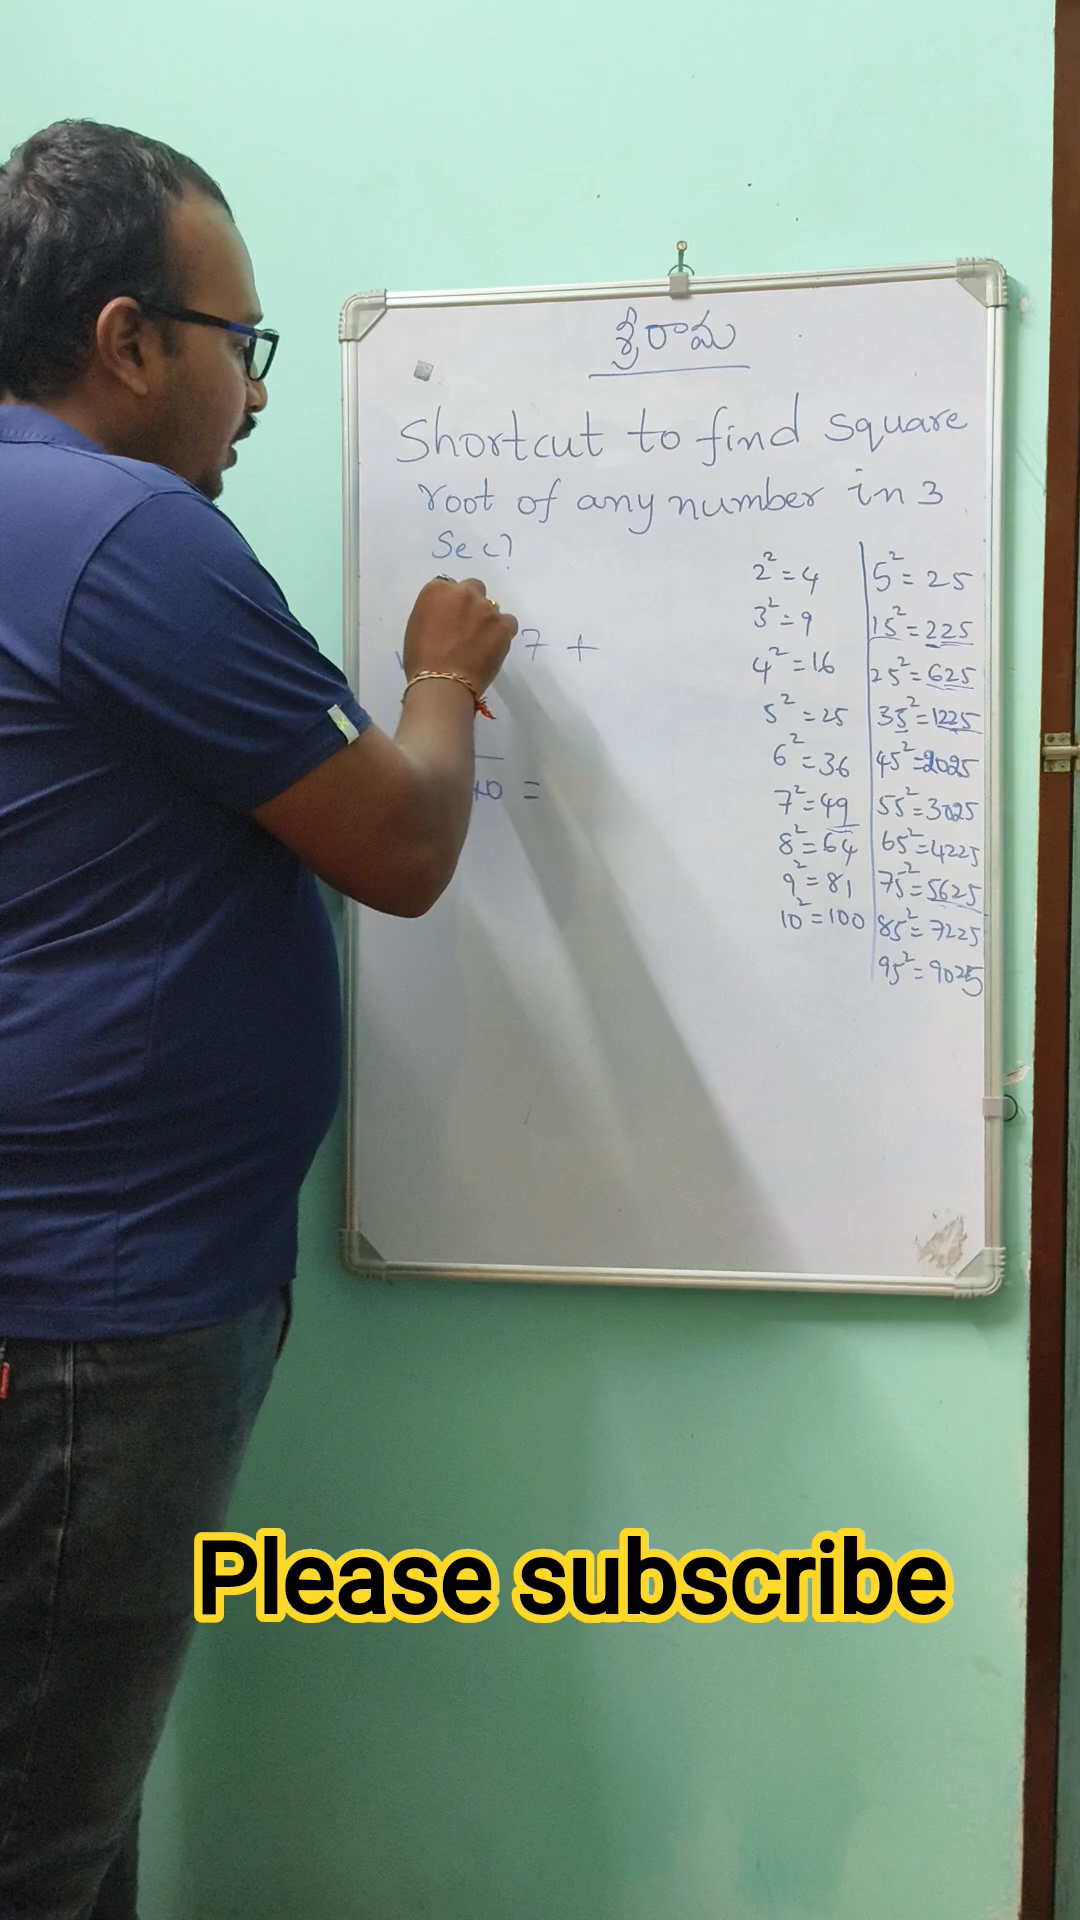 శ్రీరామ
Shortcut to find square
root of any number in 3
Sec?
7 +
40 =
2² = 4
3² = 9
4² = 16
5² = 25
6² = 36
7² = 49
8² = 64
9² = 81
10² = 100
5² = 25
15² = 225
25² = 625
35² = 1225
45² = 2025
55² = 3025
65² = 4225
75² = 5625
85² = 7225
95² = 9025
Please subscribe